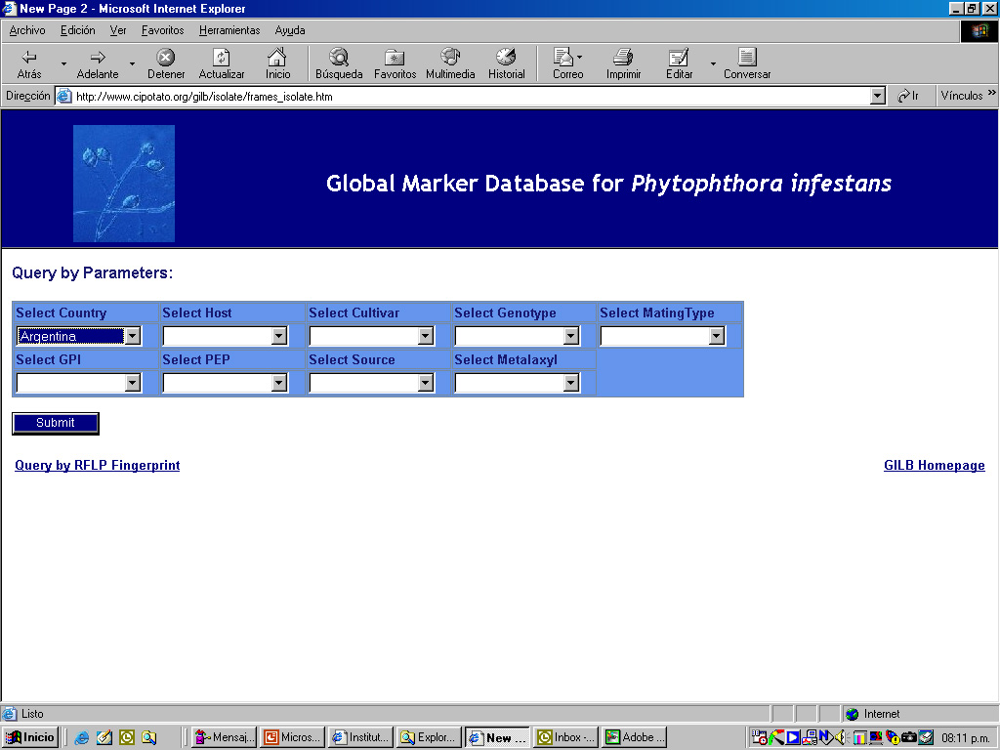 New Page 2 - Microsoft Internet Explorer
Archivo Edición Ver Favoritos Herramientas Ayuda
Atrás Adelante Detener Actualizar Inicio Búsqueda Favoritos Multimedia Historial Correo Imprimir Editar Conversar
Dirección http://www.cipotato.org/gilb/isolate/frames_isolate.htm Ir Vínculos »
Global Marker Database for Phytophthora infestans
Query by Parameters:
Select Country Select Host Select Cultivar Select Genotype Select MatingType
Argentina
Select GPI Select PEP Select Source Select Metalaxyl
Submit
Query by RFLP Fingerprint GILB Homepage
Listo Internet
Inicio Mensaj... Micros... Institut... Explor... New ... Inbox -... Adobe ... 08:11 p.m.